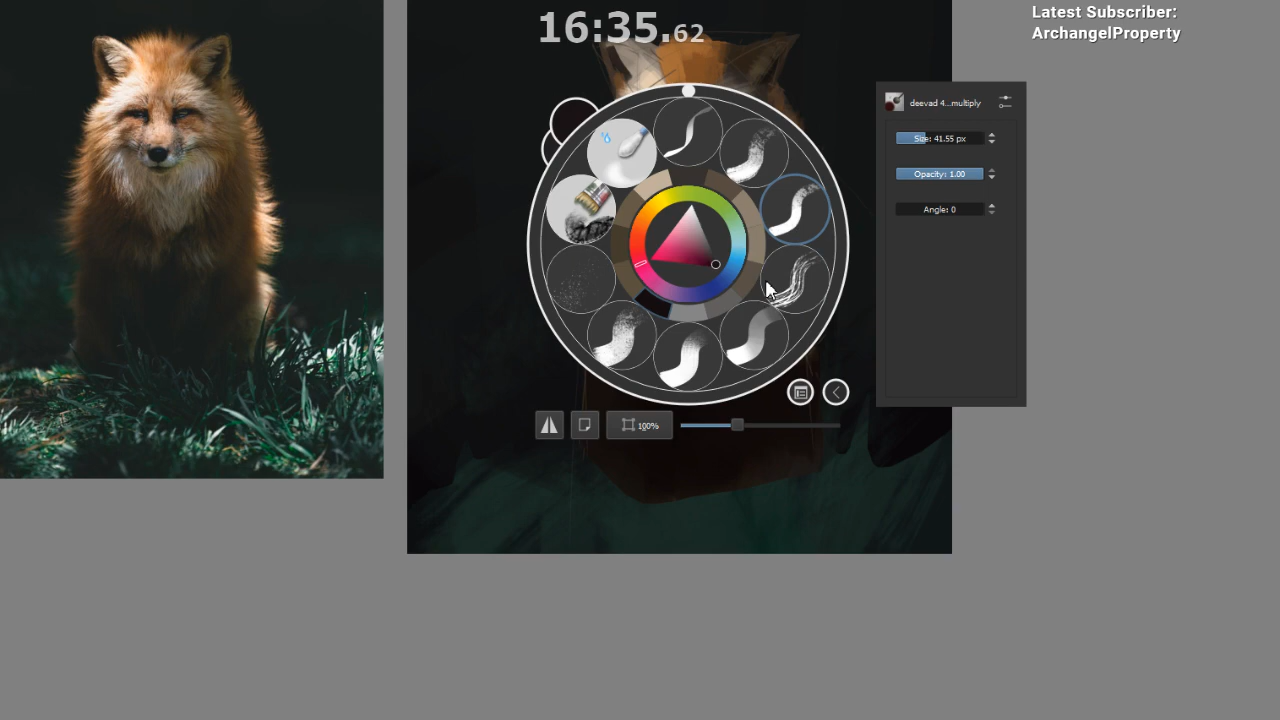 16:35.62
Latest Subscriber:
ArchangelProperty
deevad 4...multiply
Size: 41.55 px
Opacity: 1.00
Angle: 0
100%